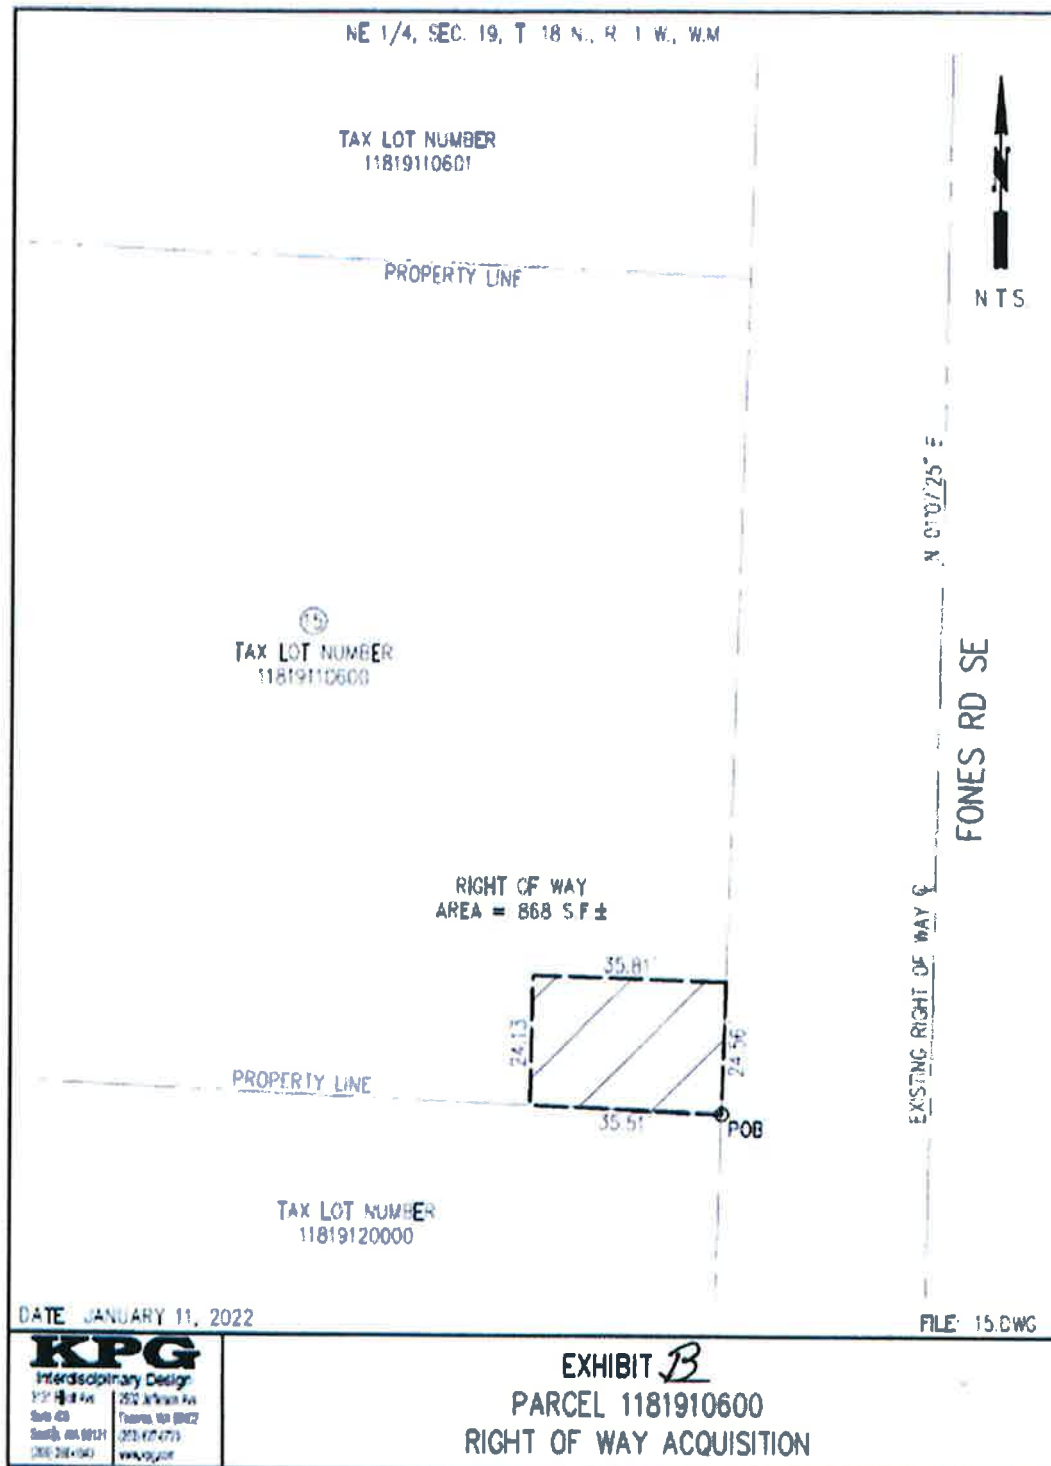 NE 1/4, SEC. 19, T 18 N., R 1 W., W.M
TAX LOT NUMBER
11819110601
PROPERTY LINE
N
NTS
N 01°07'25" E
15
TAX LOT NUMBER
11819110600
FONES RD SE
RIGHT OF WAY
AREA = 868 S.F.±
EXISTING RIGHT OF WAY ℄
35.81'
24.13'
24.56'
35.51'
POB
PROPERTY LINE
TAX LOT NUMBER
11819120000
DATE JANUARY 11, 2022
FILE: 15.DWG
KPG
Interdisciplinary Design
EXHIBIT B
PARCEL 1181910600
RIGHT OF WAY ACQUISITION